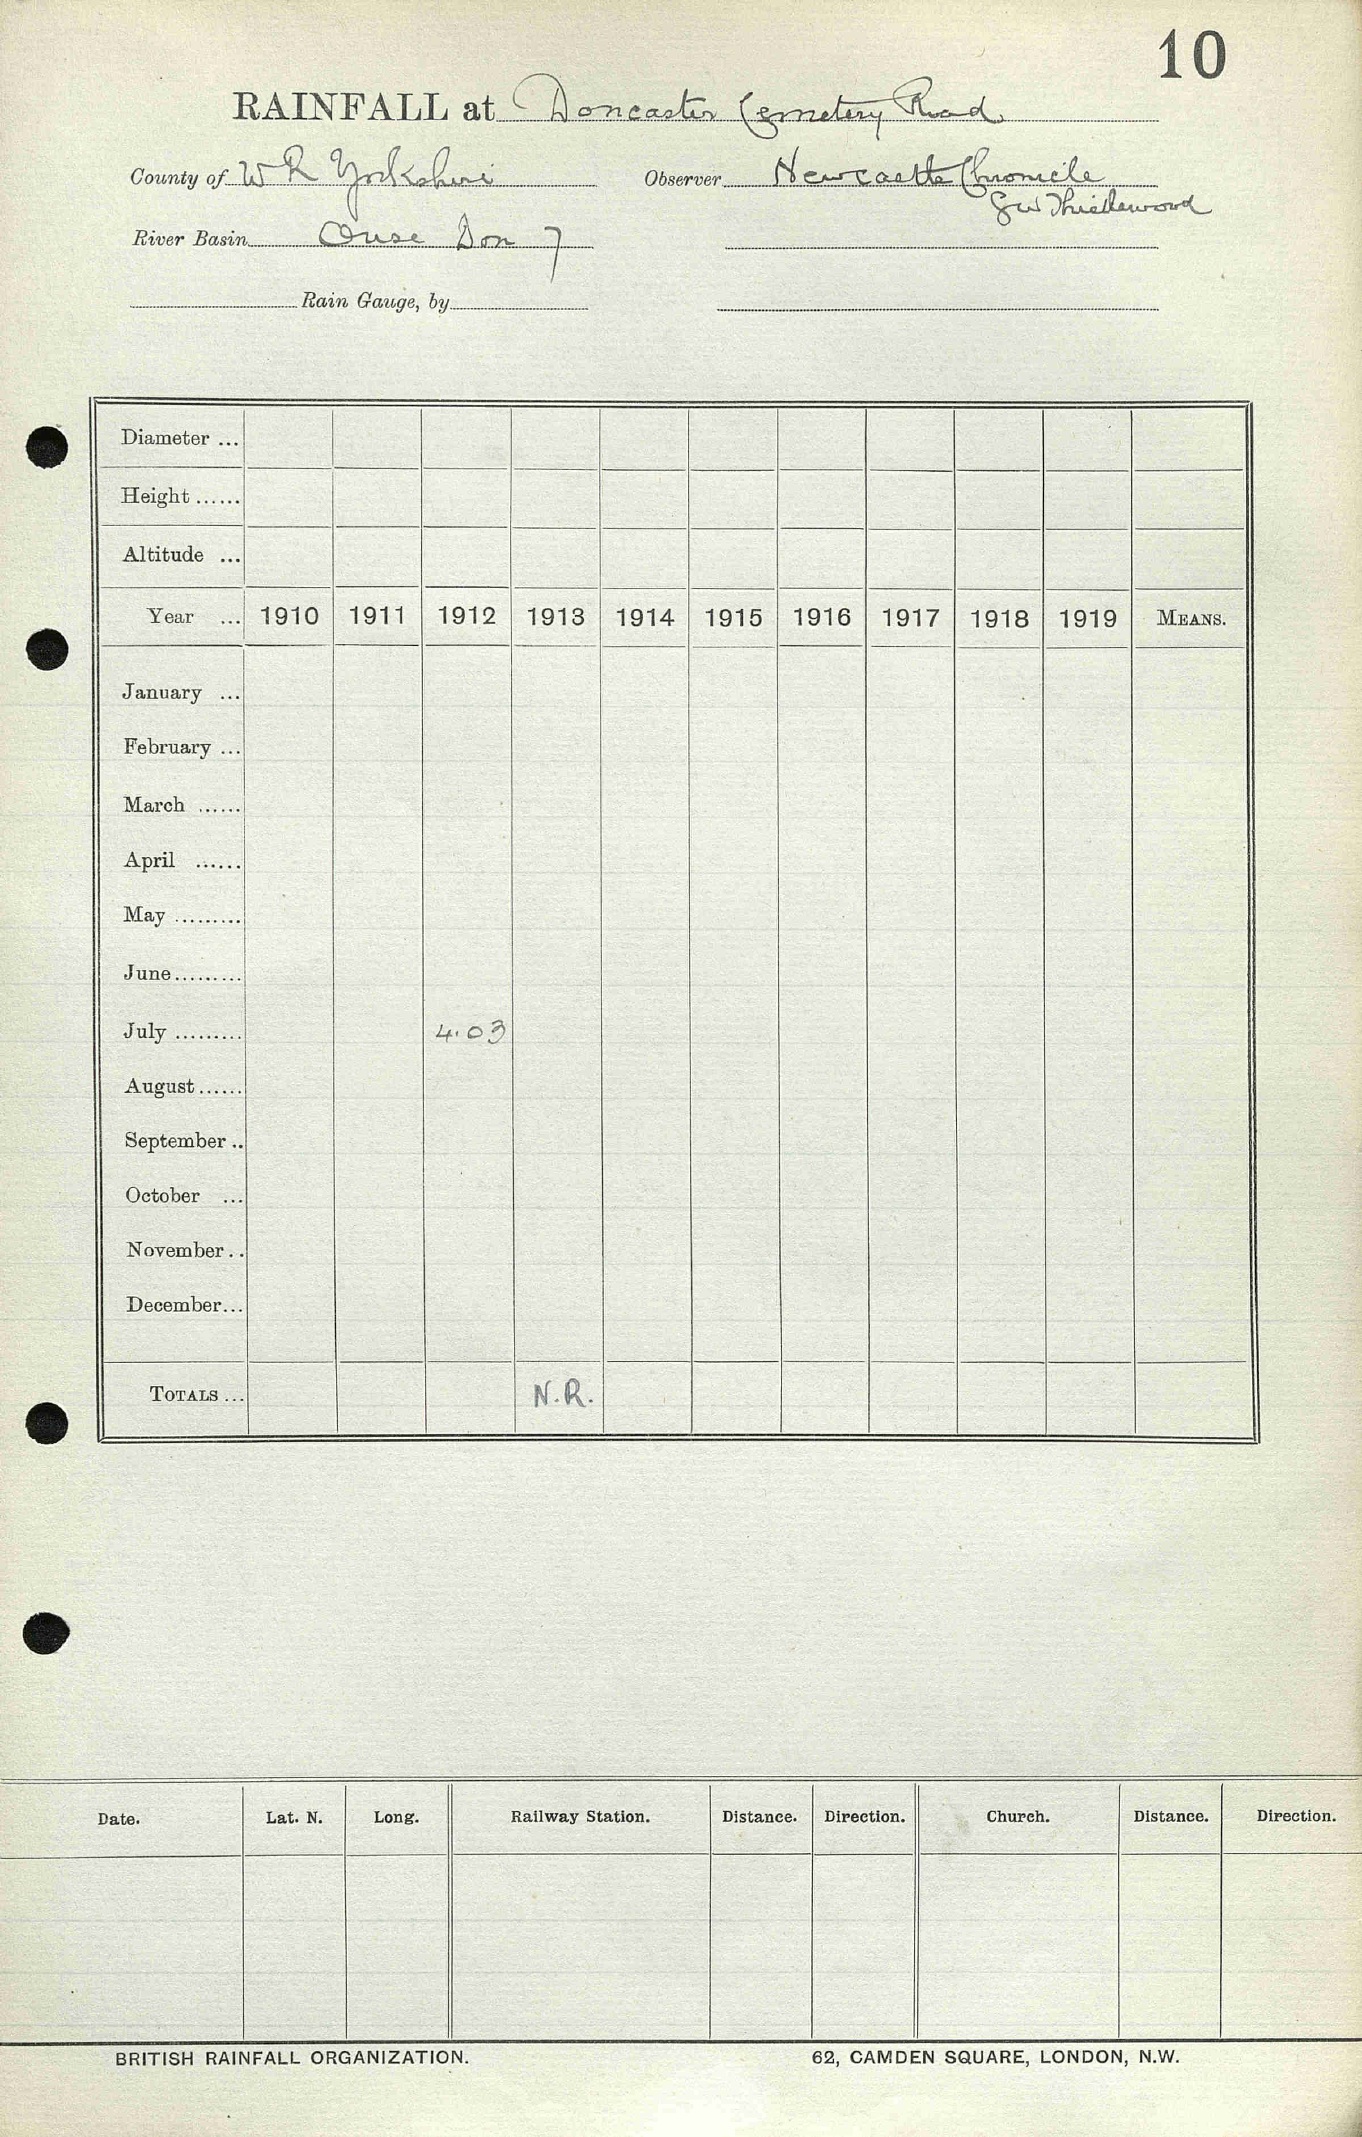 10
RAINFALL at Doncaster Cemetery Road
County of W R Yorkshire Observer Newcastle Chronicle
G W Thistlewood
River Basin Ouse Don 7
Rain Gauge, by
Diameter ...
Height ......
Altitude ...
Year ... 1910 1911 1912 1913 1914 1915 1916 1917 1918 1919 MEANS.
January ...
February ...
March ......
April ......
May .........
June.........
July ......... 4.03
August......
September ..
October ...
November ..
December...
TOTALS ... N.R.
Date. Lat. N. Long. Railway Station. Distance. Direction. Church. Distance. Direction.
BRITISH RAINFALL ORGANIZATION. 62, CAMDEN SQUARE, LONDON, N.W.